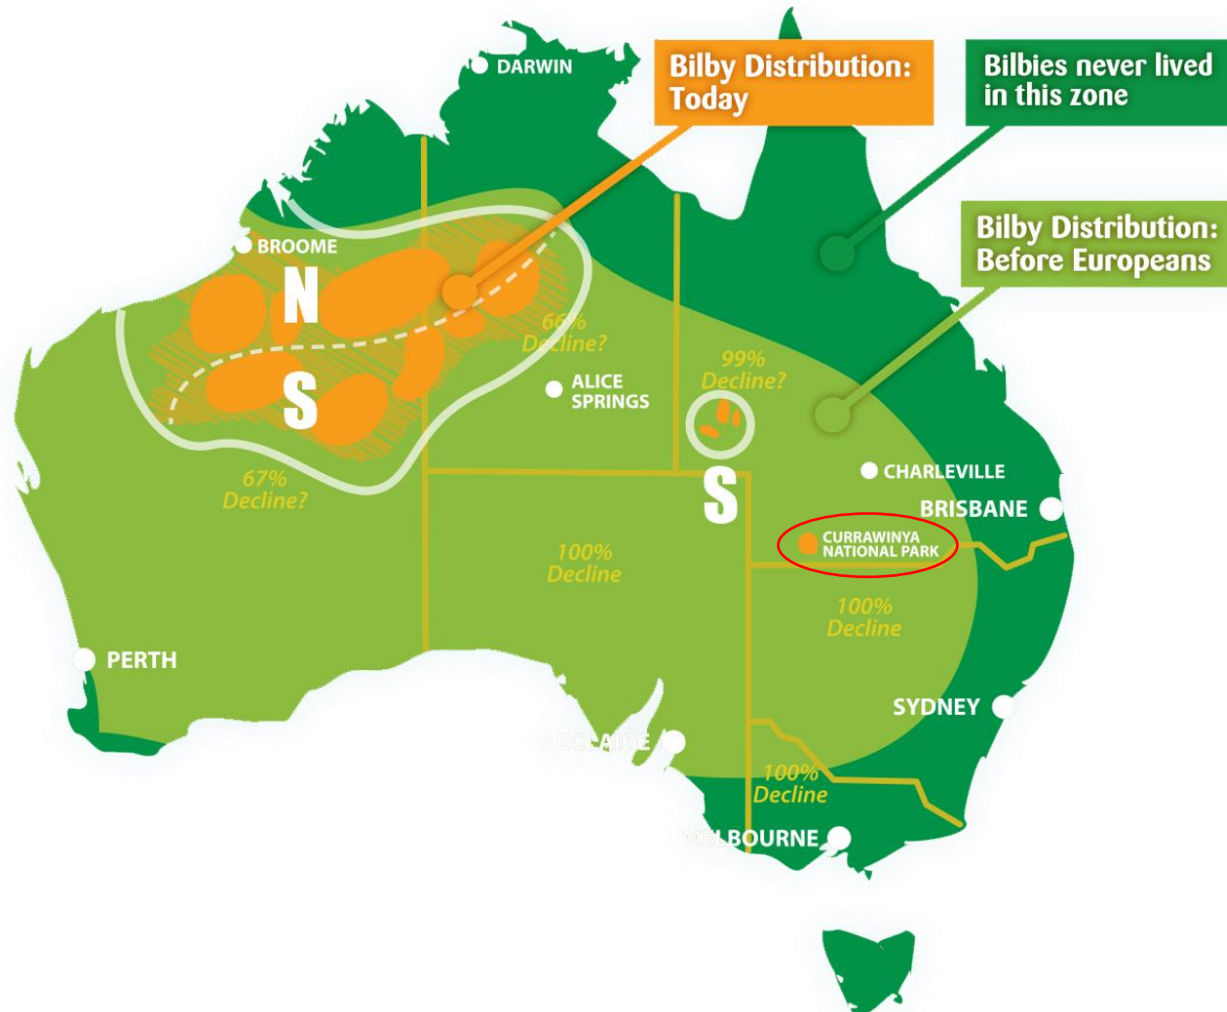 DARWIN
Bilby Distribution:
Today
Bilbies never lived
in this zone
Bilby Distribution:
Before Europeans
BROOME
N
S
66%
Decline?
99%
Decline?
ALICE
SPRINGS
67%
Decline?
S
CHARLEVILLE
BRISBANE
CURRAWINYA
NATIONAL PARK
100%
Decline
100%
Decline
PERTH
SYDNEY
ADELAIDE
100%
Decline
MELBOURNE